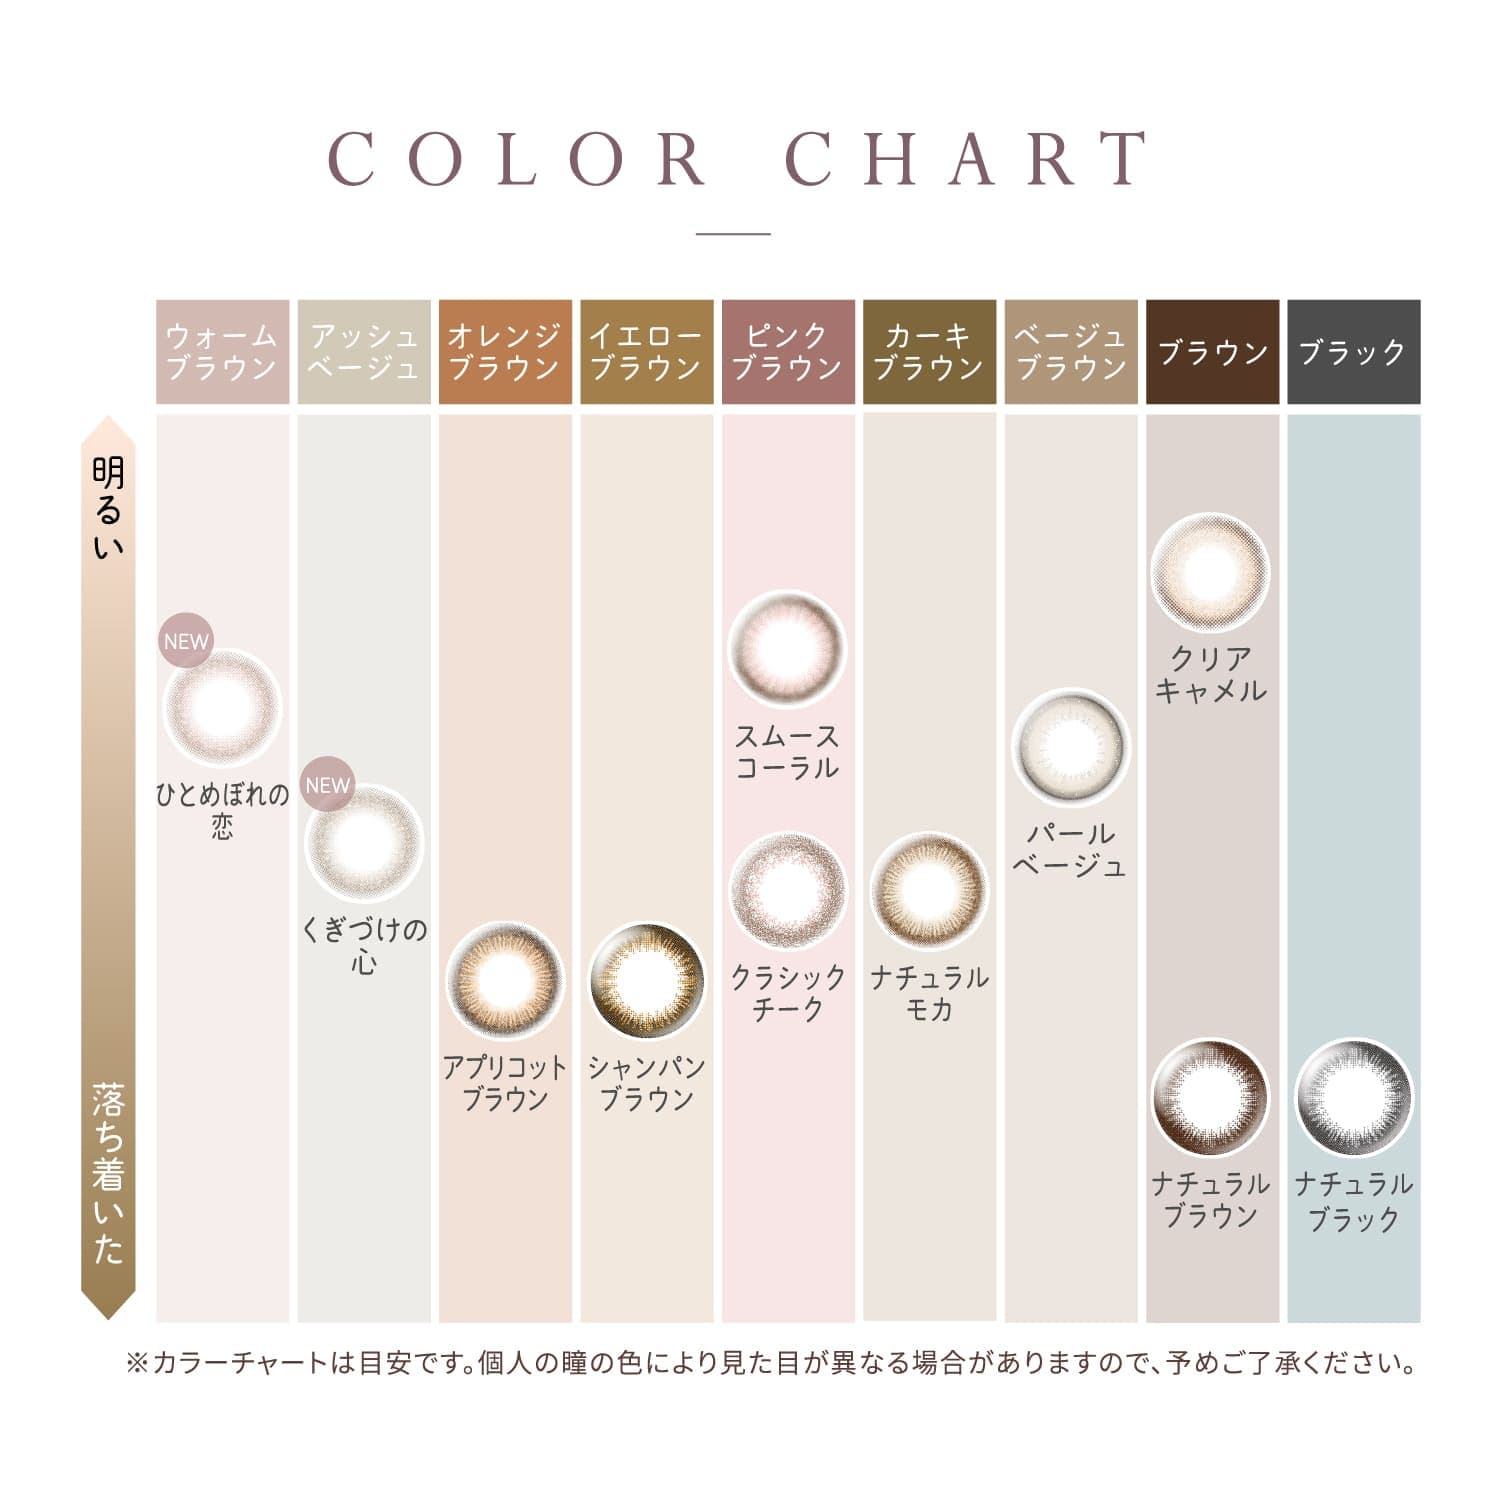 COLOR CHART
ウォーム
ブラウン
アッシュ
ベージュ
オレンジ
ブラウン
イエロー
ブラウン
ピンク
ブラウン
カーキ
ブラウン
ベージュ
ブラウン
ブラウン
ブラック
明るい
落ち着いた
NEW
ひとめぼれの
恋
NEW
くぎづけの
心
アプリコット
ブラウン
シャンパン
ブラウン
スムース
コーラル
クラシック
チーク
ナチュラル
モカ
パール
ベージュ
クリア
キャメル
ナチュラル
ブラウン
ナチュラル
ブラック
※カラーチャートは目安です。個人の瞳の色により見た目が異なる場合がありますので、予めご了承ください。